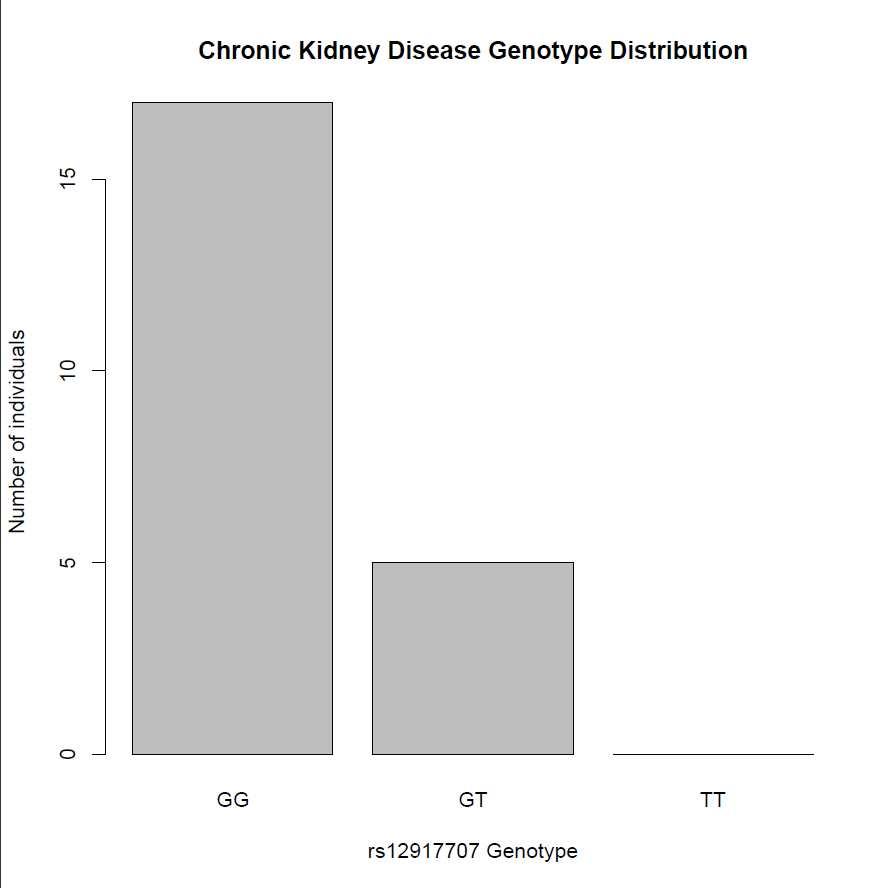 Chronic Kidney Disease Genotype Distribution
Number of individuals
15
10
5
0
GG GT TT
rs12917707 Genotype